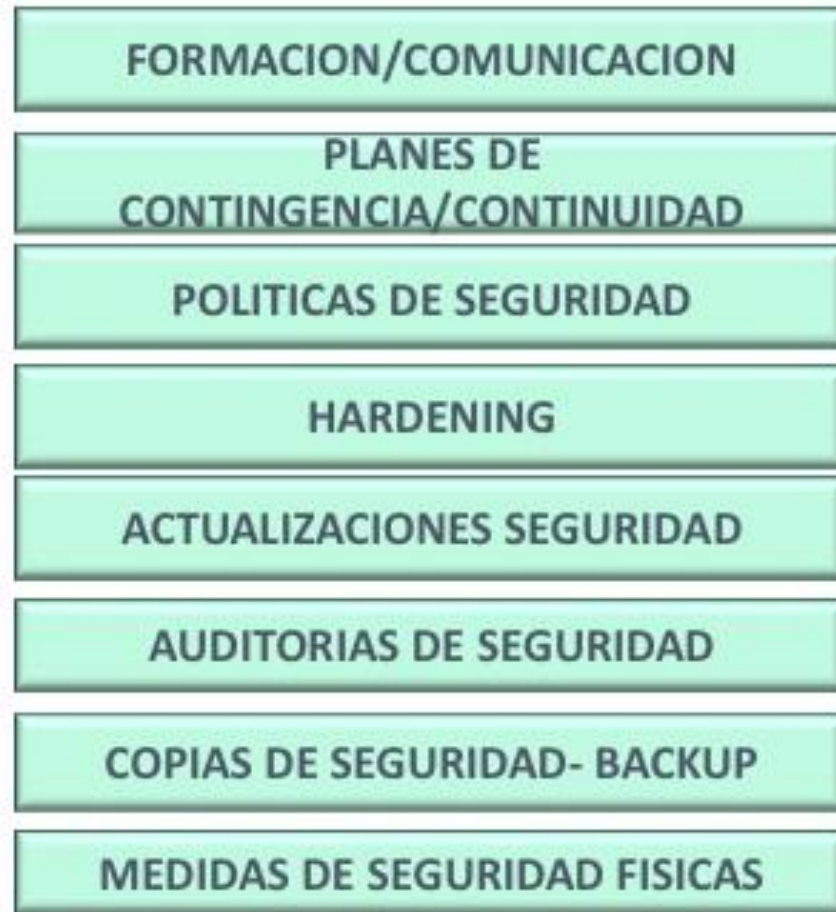 FORMACION/COMUNICACION
PLANES DE
CONTINGENCIA/CONTINUIDAD
POLITICAS DE SEGURIDAD
HARDENING
ACTUALIZACIONES SEGURIDAD
AUDITORIAS DE SEGURIDAD
COPIAS DE SEGURIDAD- BACKUP
MEDIDAS DE SEGURIDAD FISICAS